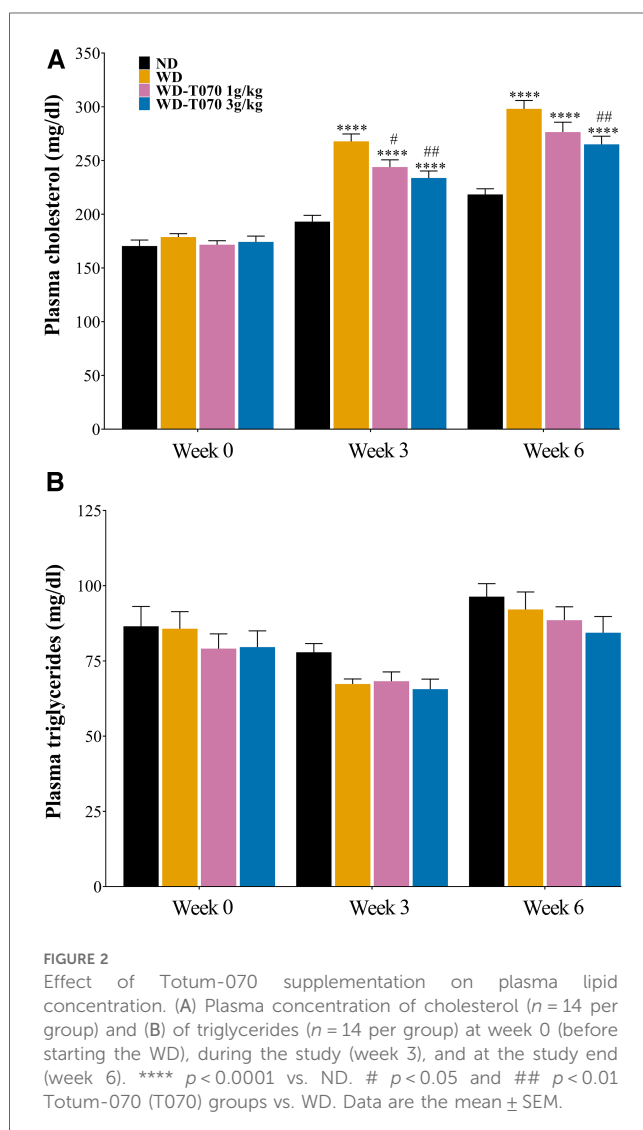 A
Plasma cholesterol (mg/dl)
350
300
250
200
150
100
50
0
ND
WD
WD-T070 1g/kg
WD-T070 3g/kg
****
#
****
##
****
****
****
##
****
Week 0
Week 3
Week 6
B
Plasma triglycerides (mg/dl)
125
100
75
50
25
0
Week 0
Week 3
Week 6
FIGURE 2
Effect of Totum-070 supplementation on plasma lipid
concentration. (A) Plasma concentration of cholesterol (n = 14 per
group) and (B) of triglycerides (n = 14 per group) at week 0 (before
starting the WD), during the study (week 3), and at the study end
(week 6). **** p < 0.0001 vs. ND. # p < 0.05 and ## p < 0.01
Totum-070 (T070) groups vs. WD. Data are the mean ± SEM.